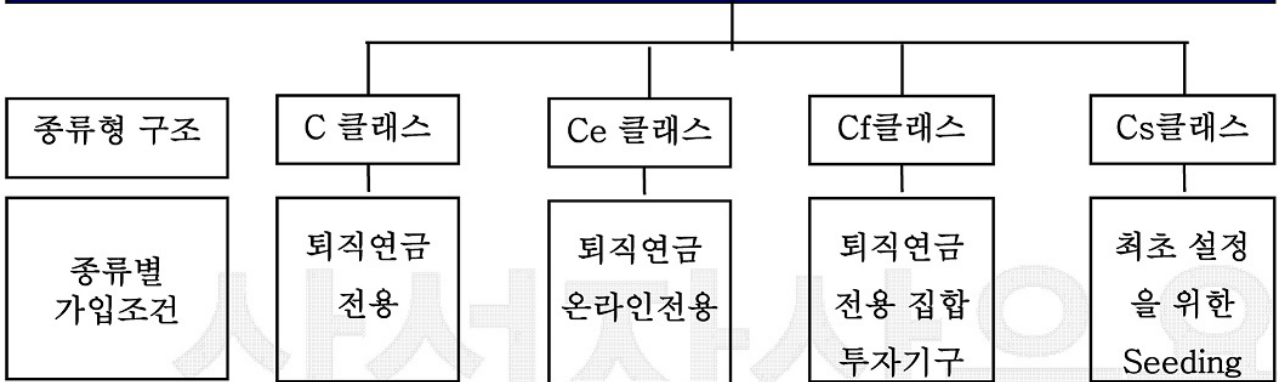 종류형 구조
C 클래스
Ce 클래스
Cf클래스
Cs클래스
종류별
가입조건
퇴직연금
전용
퇴직연금
온라인전용
퇴직연금
전용 집합
투자기구
최초 설정
을 위한
Seeding